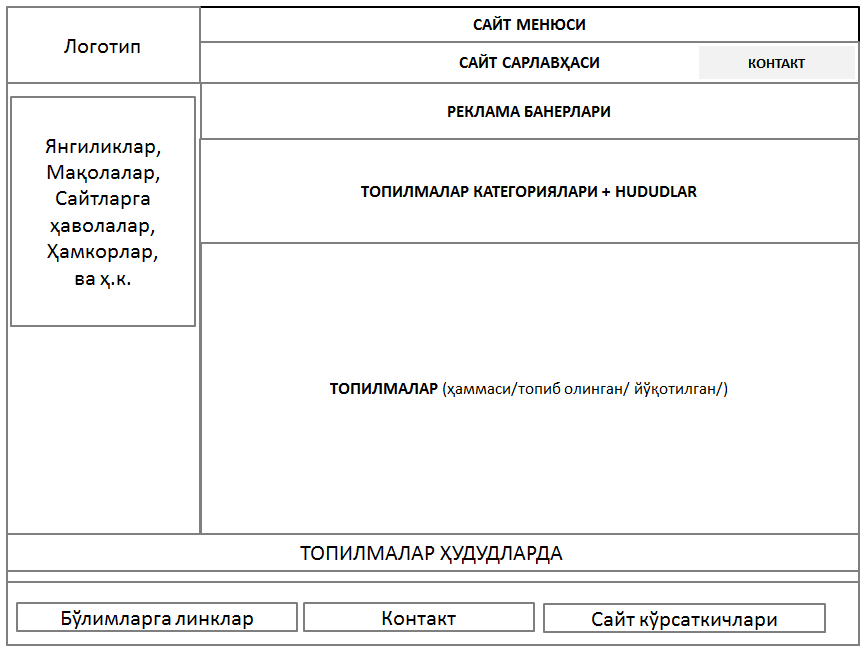 Логотип
САЙТ МЕНЮСИ
САЙТ САРЛАВҲАСИ
КОНТАКТ
РЕКЛАМА БАНЕРЛАРИ
Янгиликлар,
Мақолалар,
Сайтларга
ҳаволалар,
Ҳамкорлар,
ва ҳ.к.
ТОПИЛМАЛАР КАТЕГОРИЯЛАРИ + HUDUDLAR
ТОПИЛМАЛАР (ҳаммаси/топиб олинган/ йўқотилган/)
ТОПИЛМАЛАР ҲУДУДЛАРДА
Бўлимларга линклар
Контакт
Сайт кўрсаткичлари